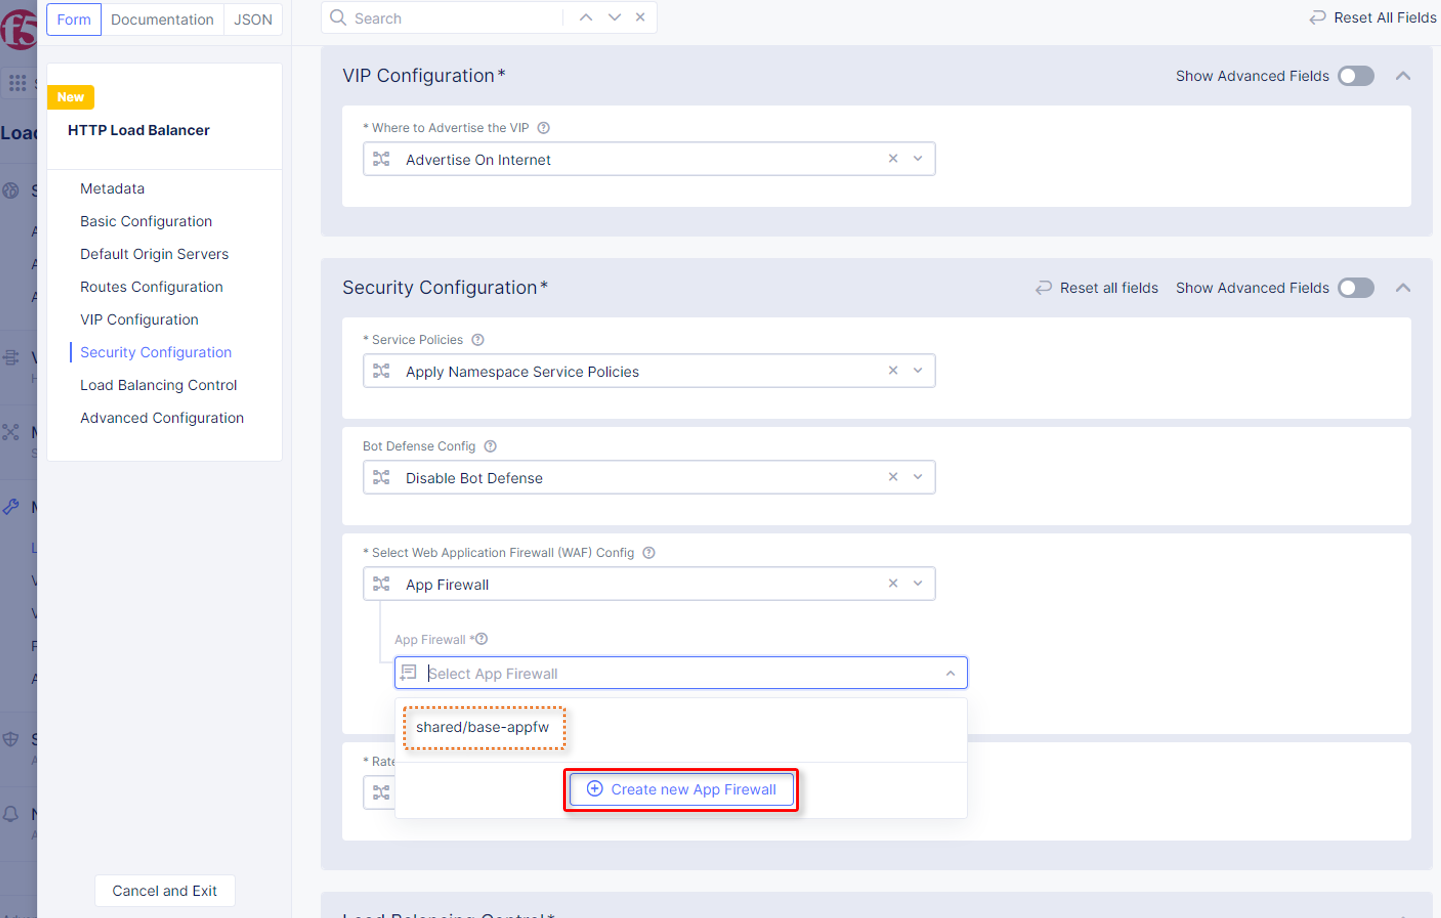 Form
Documentation
JSON
Search
Reset All Fields
f5
New
HTTP Load Balancer
Metadata
Basic Configuration
Default Origin Servers
Routes Configuration
VIP Configuration
Security Configuration
Load Balancing Control
Advanced Configuration
Cancel and Exit
VIP Configuration*
Show Advanced Fields
* Where to Advertise the VIP
Advertise On Internet
Security Configuration*
Reset all fields
Show Advanced Fields
* Service Policies
Apply Namespace Service Policies
Bot Defense Config
Disable Bot Defense
* Select Web Application Firewall (WAF) Config
App Firewall
App Firewall *
Select App Firewall
shared/base-appfw
* Rate
Create new App Firewall
Load Balancing Control*